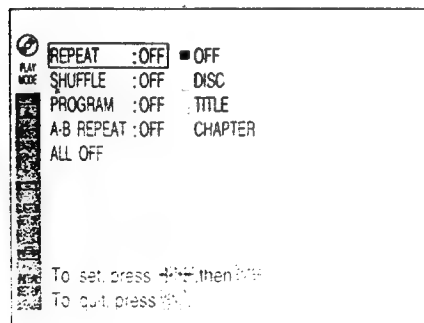 PLAY MODE
REPEAT :OFF ■ OFF
SHUFFLE :OFF DISC
PROGRAM :OFF TITLE
A-B REPEAT :OFF CHAPTER
ALL OFF
To set, press ,then
To quit, press